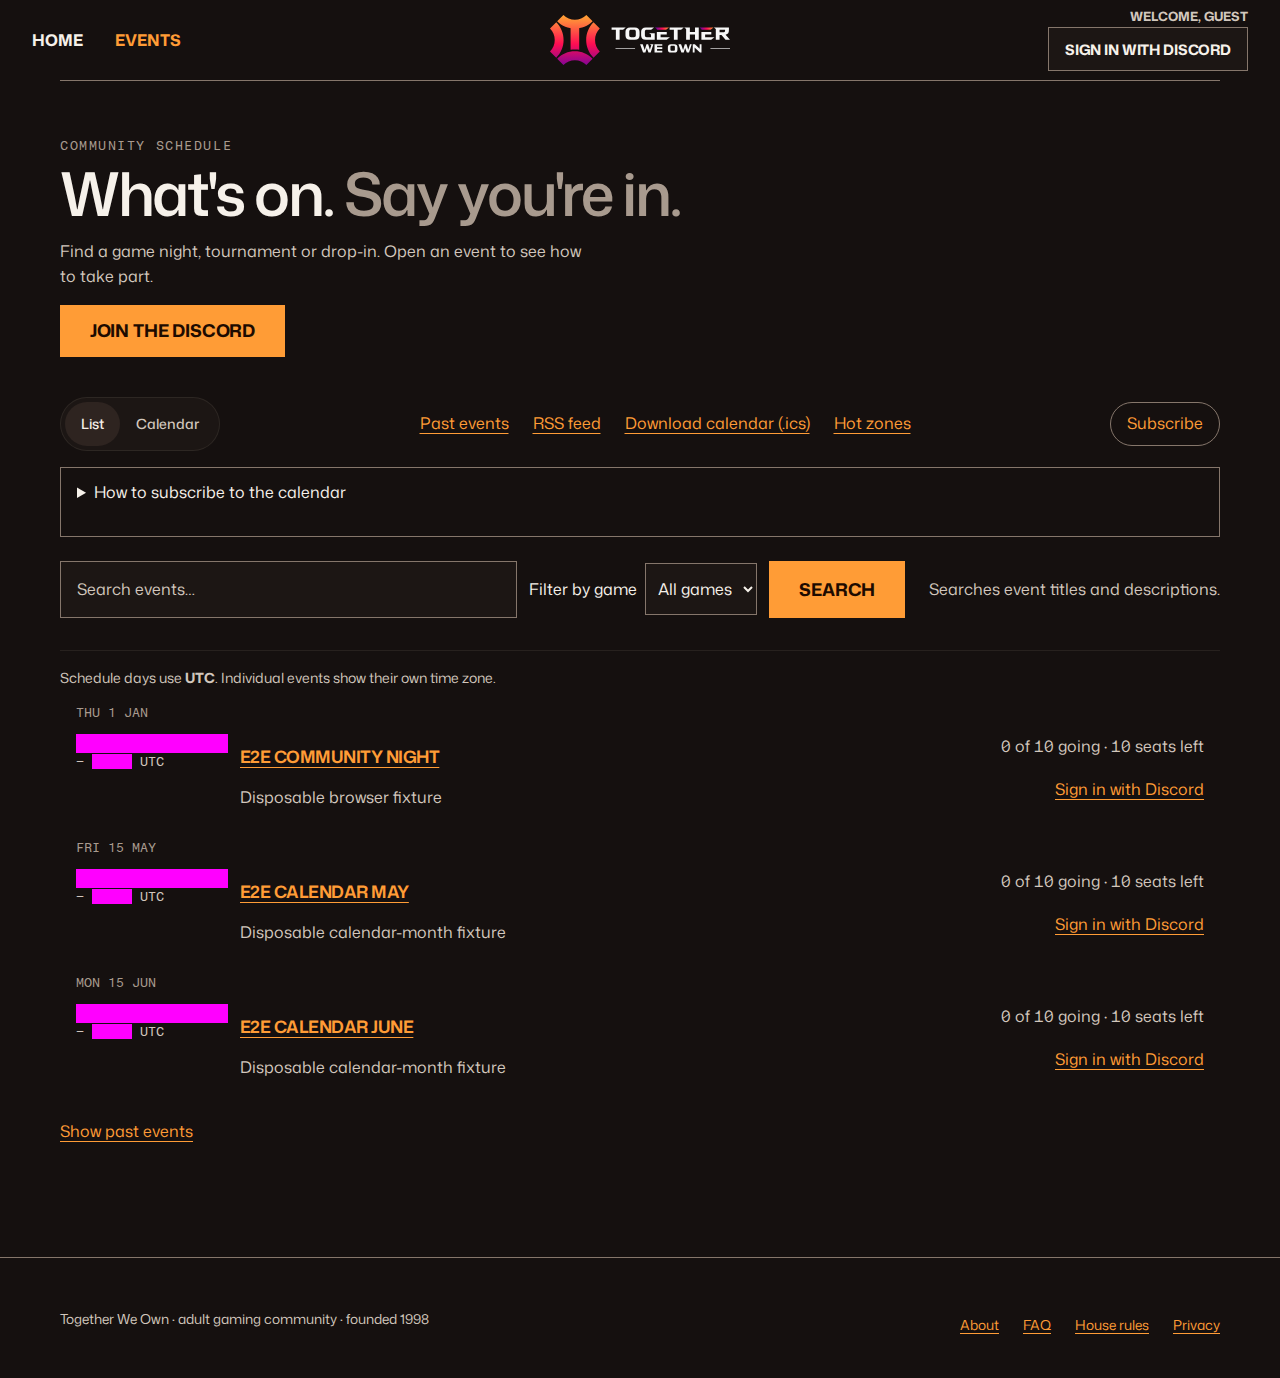 HOME
EVENTS
TOGETHER
WE OWN
WELCOME, GUEST
SIGN IN WITH DISCORD
COMMUNITY SCHEDULE
What's on. Say you're in.
Find a game night, tournament or drop-in. Open an event to see how
to take part.
JOIN THE DISCORD
List
Calendar
Past events
RSS feed
Download calendar (.ics)
Hot zones
Subscribe
How to subscribe to the calendar
Search events...
Filter by game
All games
SEARCH
Searches event titles and descriptions.
Schedule days use UTC. Individual events show their own time zone.
THU 1 JAN
– UTC
E2E COMMUNITY NIGHT
Disposable browser fixture
0 of 10 going · 10 seats left
Sign in with Discord
FRI 15 MAY
– UTC
E2E CALENDAR MAY
Disposable calendar-month fixture
0 of 10 going · 10 seats left
Sign in with Discord
MON 15 JUN
– UTC
E2E CALENDAR JUNE
Disposable calendar-month fixture
0 of 10 going · 10 seats left
Sign in with Discord
Show past events
Together We Own · adult gaming community · founded 1998
About
FAQ
House rules
Privacy